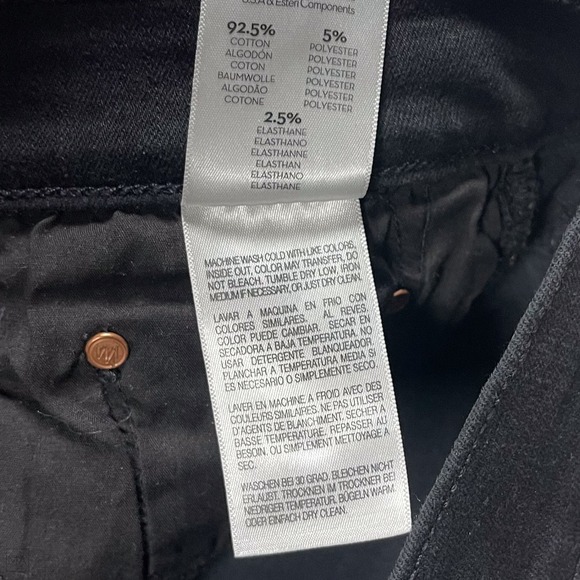 U.S.A & Esteri Components
92.5% 5%
COTTON POLYESTER
ALGODÓN POLYESTER
COTON POLYESTER
BAUMWOLLE POLYESTER
ALGODÃO POLYESTER
COTONE POLYESTER
2.5%
ELASTHANE
ELASTHANO
ELASTHANNE
ELASTHAN
ELASTHANO
ELASTHANE
MACHINE WASH COLD WITH LIKE COLORS,
INSIDE OUT, COLOR MAY TRANSFER, DO
NOT BLEACH. TUMBLE DRY LOW, IRON
MEDIUM IF NECESSARY, OR JUST DRY CLEAN.
LAVAR A MAQUINA EN FRIO CON
COLORES SIMILARES. AL REVES,
COLOR PUEDE CAMBIAR. SECAR EN
SECADORA A BAJA TEMPERATURA. NO
USAR DETERGENTE BLANQUEADOR.
PLANCHAR A TEMPERATURA MEDIA SI
ES NECESARIO O SIMPLEMENTE SECO.
LAVER EN MACHINE A FROID AVEC DES
COULEURS SIMILAIRES. NE PAS UTILISER
D'AGENTS DE BLANCHIMENT. SECHER A
BASSE TEMPERATURE. REPASSER AU
BESOIN. OU SIMPLEMENT METTOYAGE A
SEC.
WASCHEN BEI 30 GRAD. BLEICHEN NICHT
ERLAUBT. TROCKNEN IM TROCKNER BEI
NIEDRIGER TEMPERATUR. BÜGELN WARM.
ODER EINFACH DRY CLEAN.